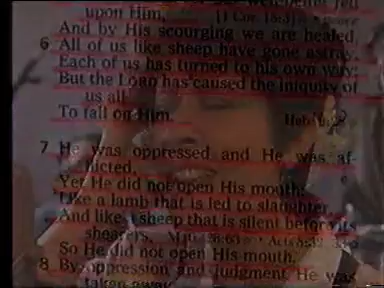 upon Him,
And by His scourging we are healed.
6 All of us like sheep have gone astray,
Each of us has turned to his own way;
But the LORD has caused the iniquity of
us all
To fall on Him.
7 He was oppressed and He was af-
flicted,
Yet He did not open His mouth;
Like a lamb that is led to slaughter,
And like a sheep that is silent before its
shearers,
So He did not open His mouth.
8 By oppression and judgment He was
taken away